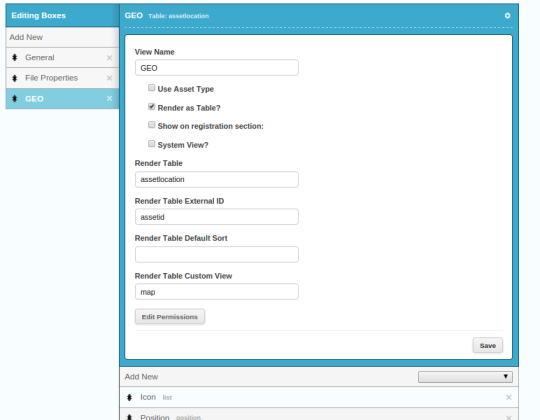 Editing Boxes
Add New
General
File Properties
GEO
GEO Table: assetlocation
View Name
GEO
Use Asset Type
Render as Table?
Show on registration section:
System View?
Render Table
assetlocation
Render Table External ID
assetid
Render Table Default Sort
Render Table Custom View
map
Edit Permissions
Save
Add New
Icon list
Position position